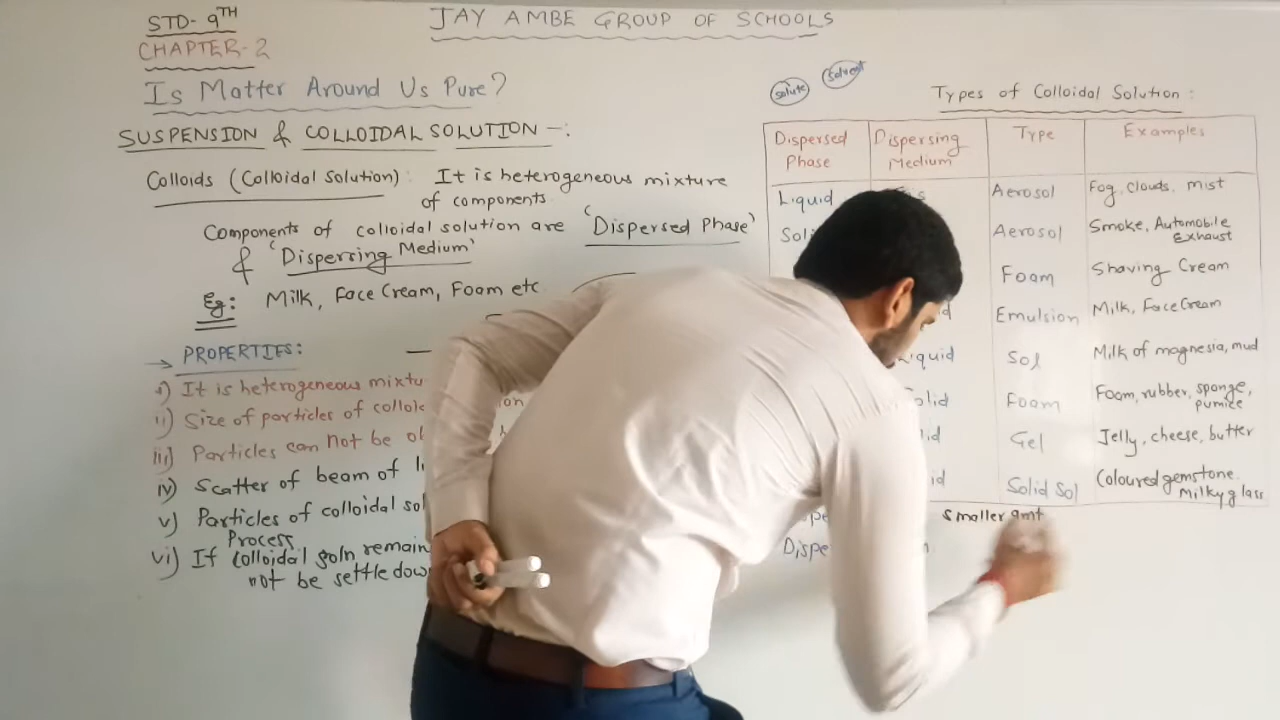 STD- 9TH
JAY AMBE GROUP OF SCHOOLS
CHAPTER-2
Is Matter Around Us Pure?
SUSPENSION & COLLOIDAL SOLUTION -:
Colloids (Colloidal Solution): It is heterogeneous mixture
of components
Components of colloidal solution are 'Dispersed Phase'
& 'Dispersing Medium'
Eg: Milk, Face Cream, Foam etc
→ PROPERTIES:
i) It is heterogeneous mixtu
ii) Size of particles of colloi
iii) Particles can not be ob
iv) Scatter of beam of li
v) Particles of colloidal sol
Process
vi) If colloidal soln remain
not be settle dow
solute solvent
Types of Colloidal Solution:
Dispersed Phase Dispersing Medium Type Examples
Liquid Aerosol Fog, clouds, mist
Soli Aerosol Smoke, Automobile
Exhaust
Foam Shaving Cream
Emulsion Milk, Face Cream
Liquid Sol Milk of magnesia, mud
olid Foam Foam, rubber, sponge,
pumice
id Gel Jelly, cheese, butter
id Solid Sol Coloured gemstone.
Milky glass
spe Smaller amt
Dispe